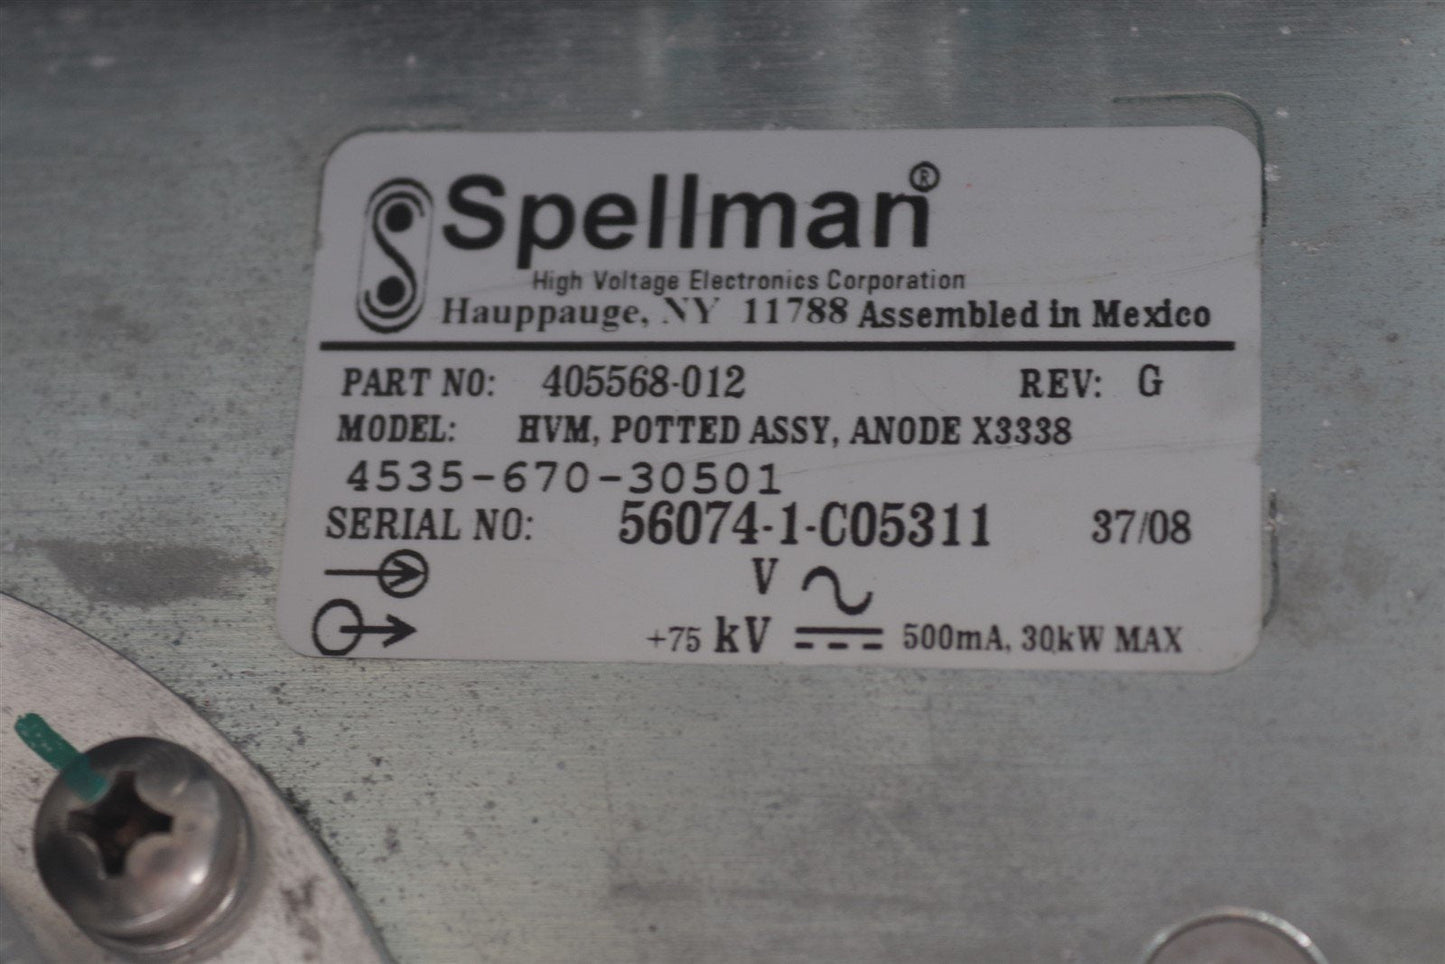 Spellman®
High Voltage Electronics Corporation
Hauppauge, NY 11788 Assembled in Mexico
PART NO: 405568-012 REV: G
MODEL: HVM, POTTED ASSY, ANODE X3338
4535-670-30501
SERIAL NO: 56074-1-C05311 37/08
V
+75 kV 500mA, 30kW MAX